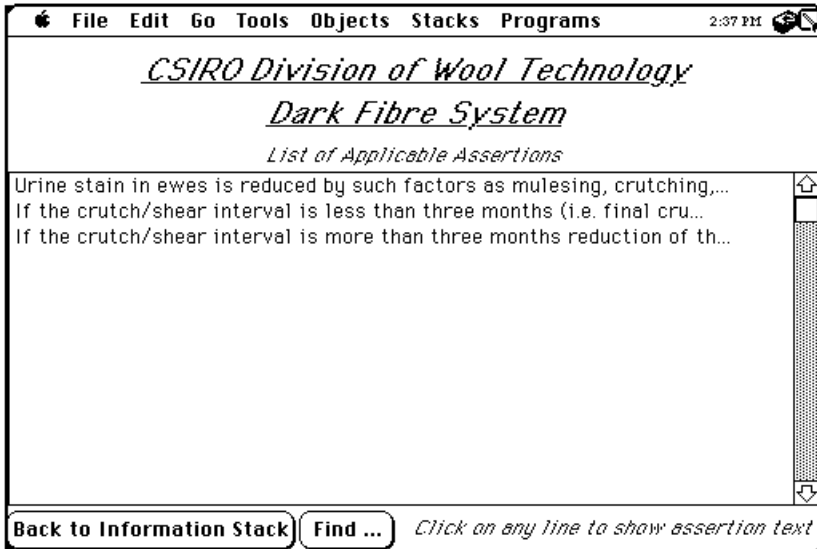 File Edit Go Tools Objects Stacks Programs 2:37 PM
CSIRO Division of Wool Technology
Dark Fibre System
List of Applicable Assertions
Urine stain in ewes is reduced by such factors as mulesing, crutching,...
If the crutch/shear interval is less than three months (i.e. final cru...
If the crutch/shear interval is more than three months reduction of th...
Back to Information Stack Find ... Click on any line to show assertion text